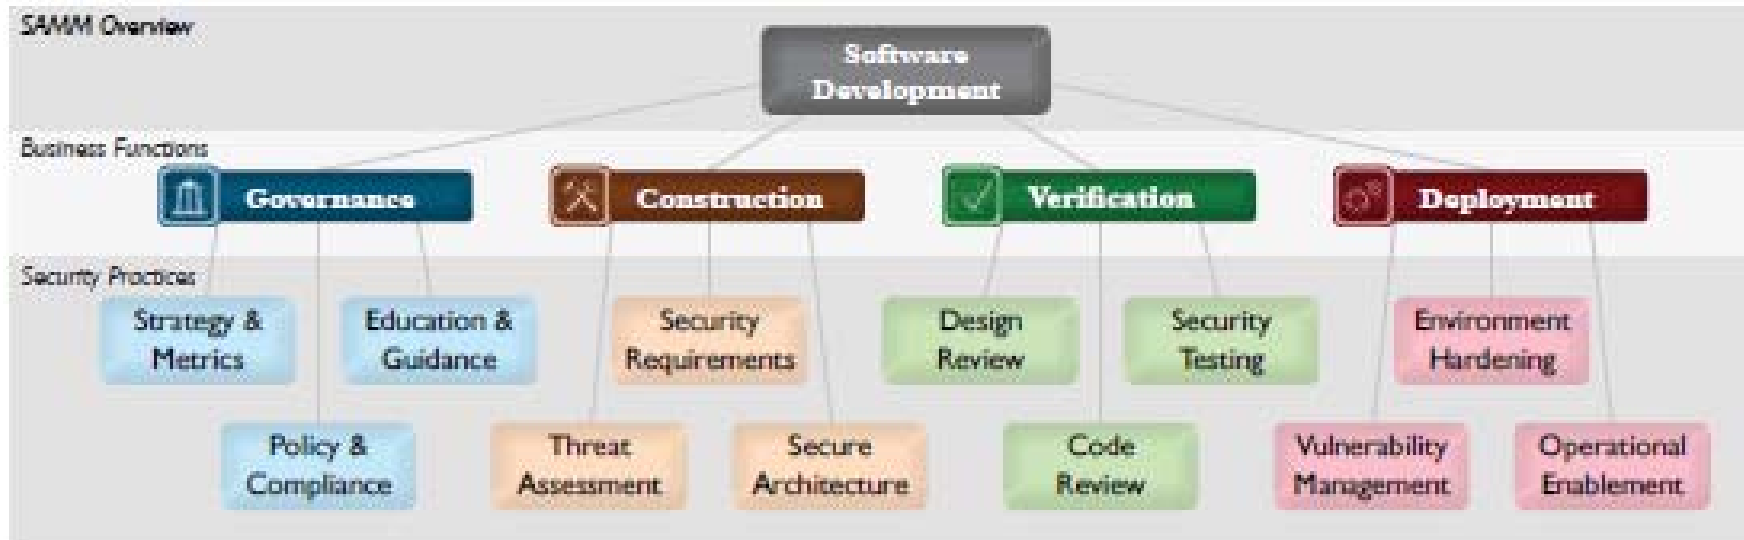 SAMM Overview
Software
Development
Business Functions
Governance
Construction
Verification
Deployment
Security Practices
Strategy &
Metrics
Education &
Guidance
Security
Requirements
Design
Review
Security
Testing
Environment
Hardening
Policy &
Compliance
Threat
Assessment
Secure
Architecture
Code
Review
Vulnerability
Management
Operational
Enablement